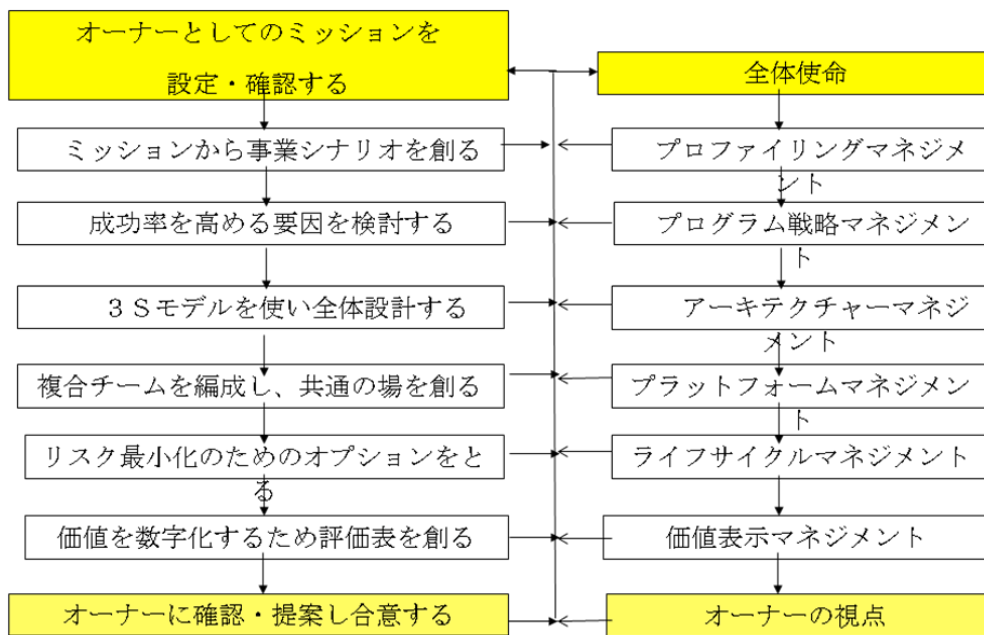 オーナーとしてのミッションを
設定・確認する
全体使命
ミッションから事業シナリオを創る
プロファイリングマネジメ
ント
成功率を高める要因を検討する
プログラム戦略マネジメン
ト
３Ｓモデルを使い全体設計する
アーキテクチャーマネジ
メント
複合チームを編成し、共通の場を創る
プラットフォームマネジメン
ト
リスク最小化のためのオプションをと
る
ライフサイクルマネジメント
価値を数字化するため評価表を創る
価値表示マネジメント
オーナーに確認・提案し合意する
オーナーの視点